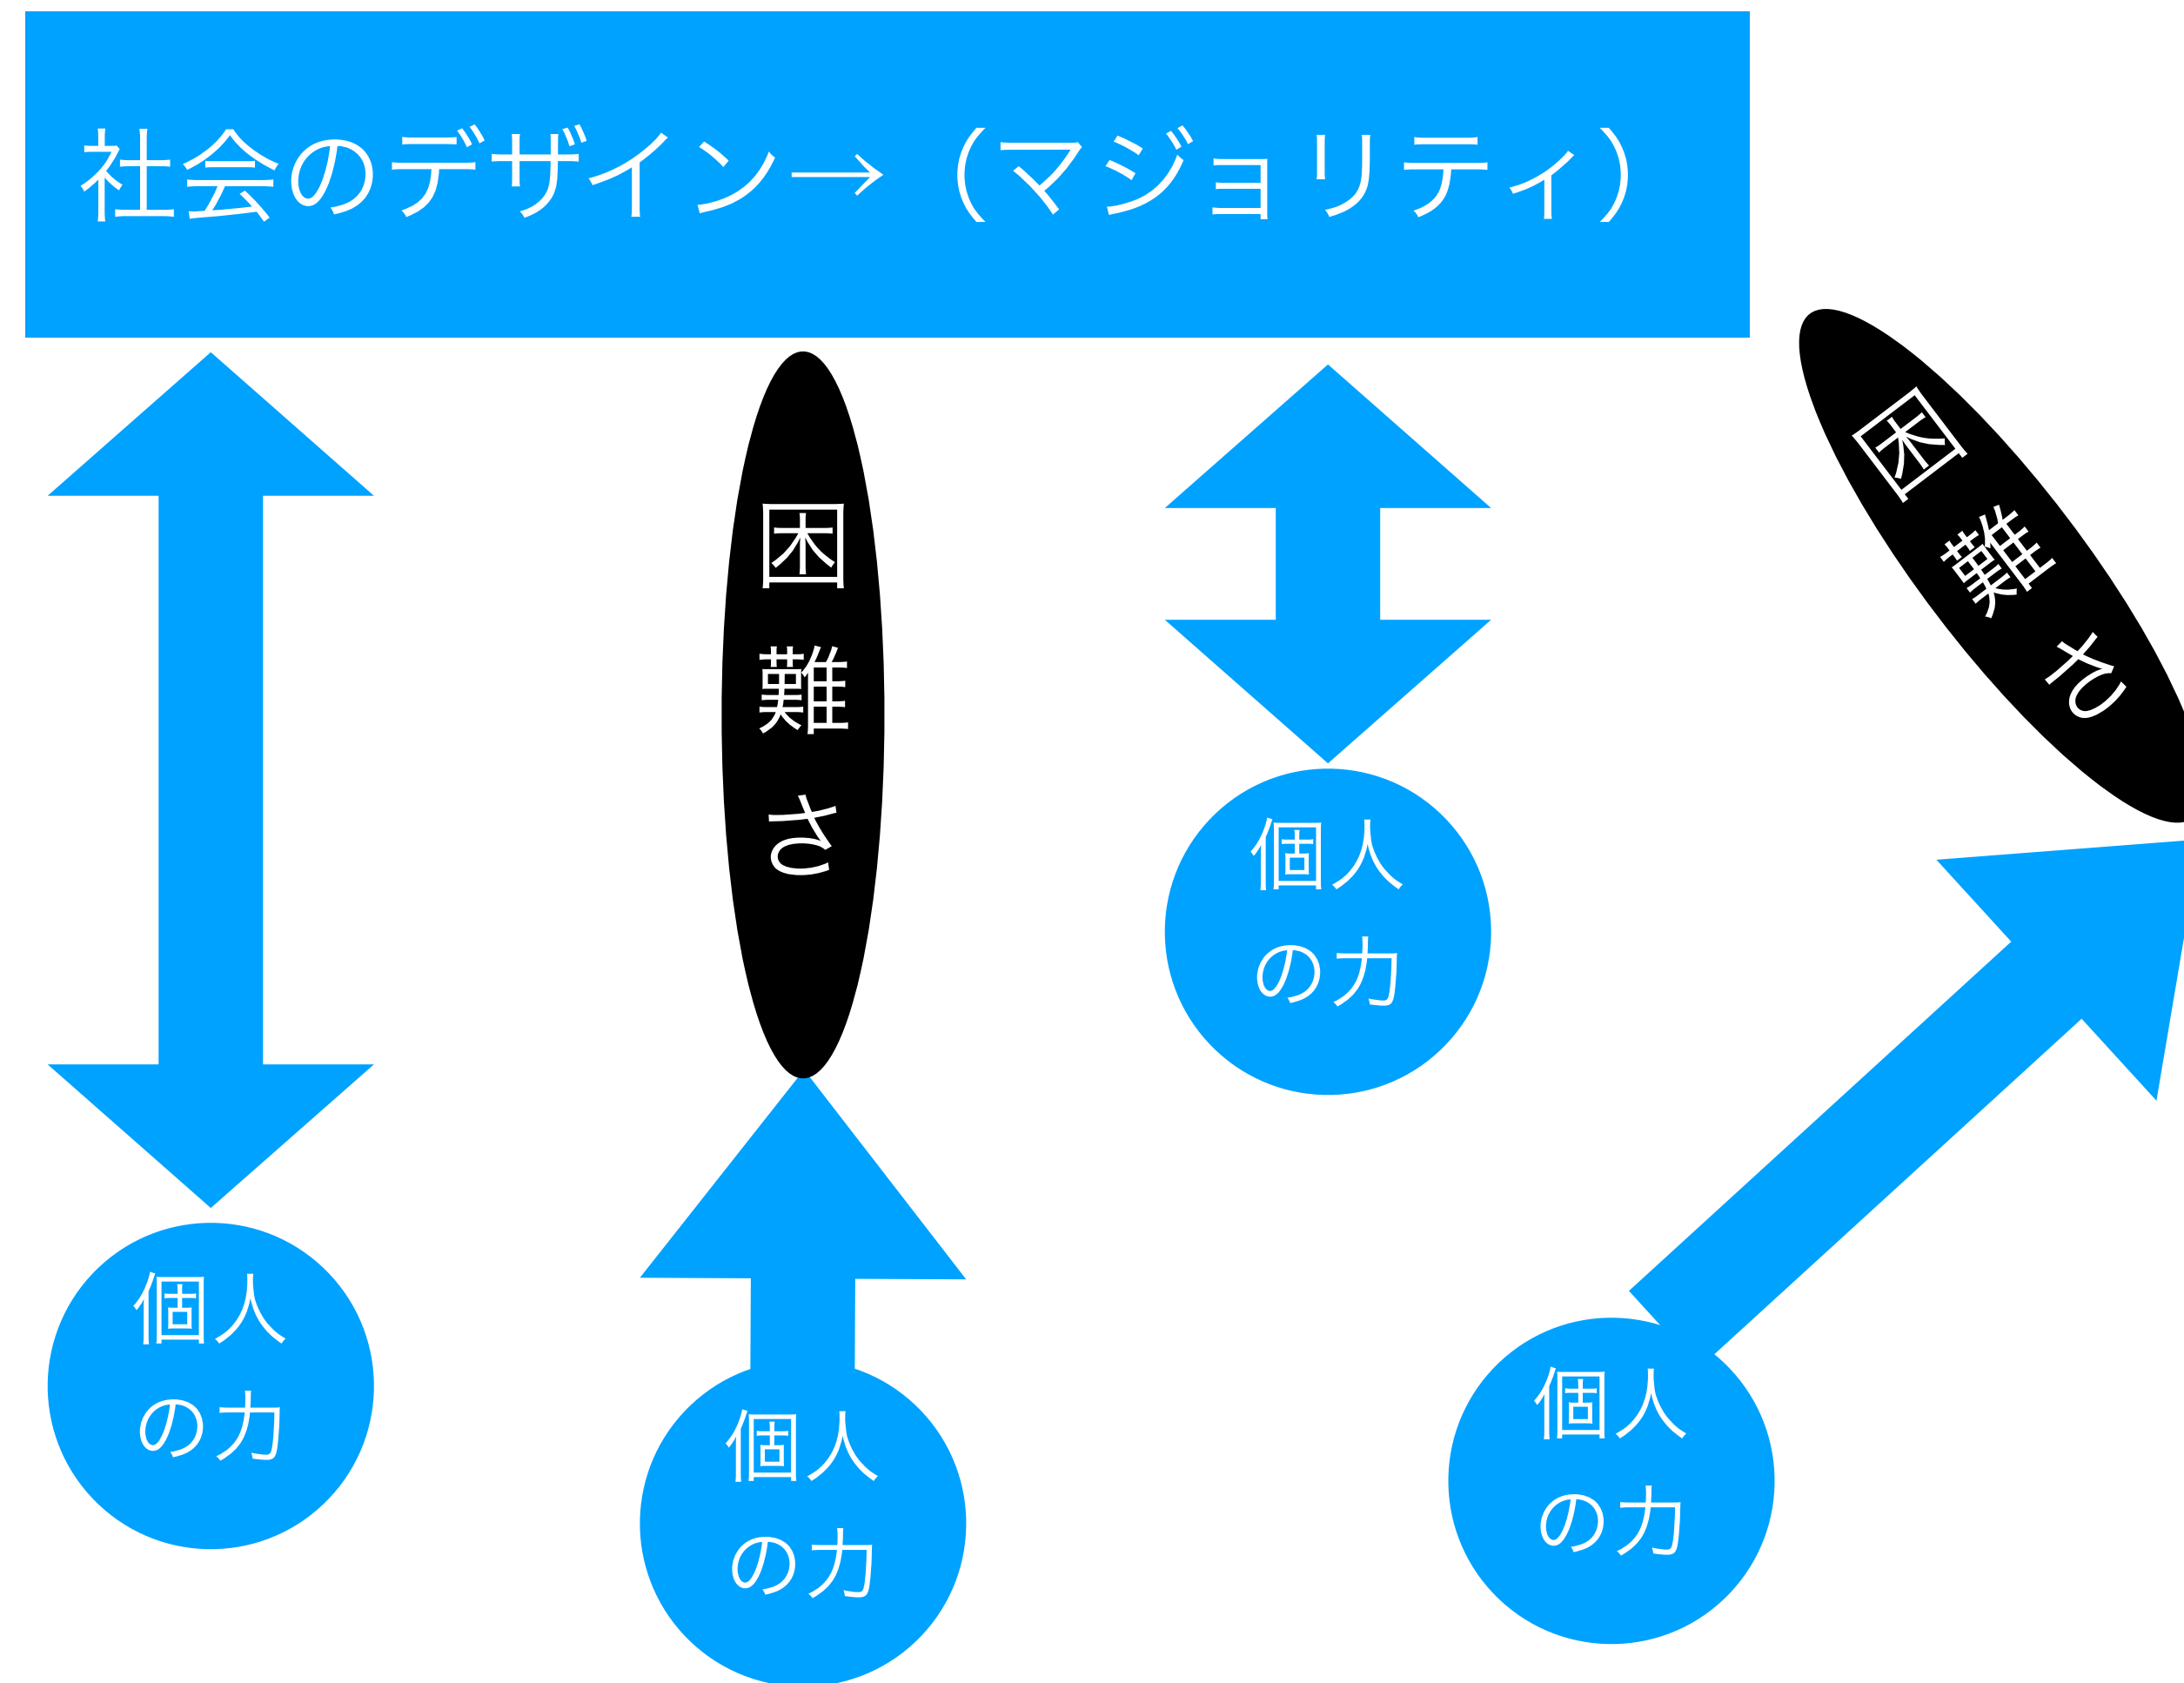 社会のデザイン→（マジョリティ）
困難さ
困難さ
個人
の力
個人
の力
個人
の力
個人
の力